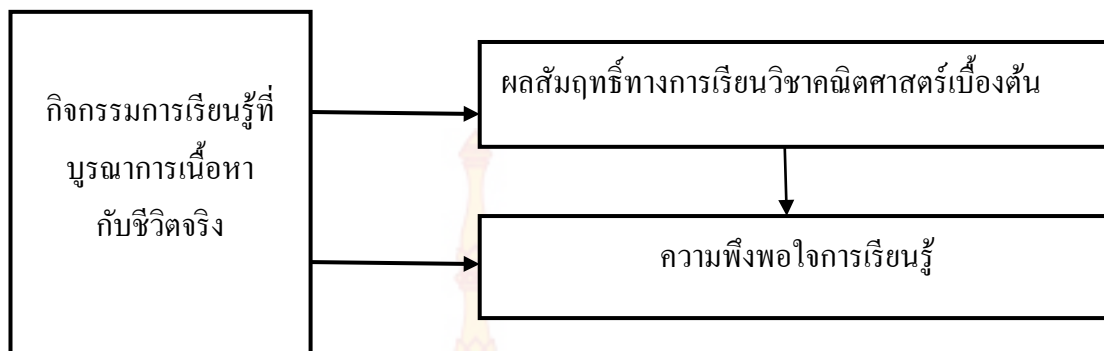 กิจกรรมการเรียนรู้ที่
บูรณาการเนื้อหา
กับชีวิตจริง
ผลสัมฤทธิ์ทางการเรียนวิชาคณิตศาสตร์เบื้องต้น
ความพึงพอใจการเรียนรู้